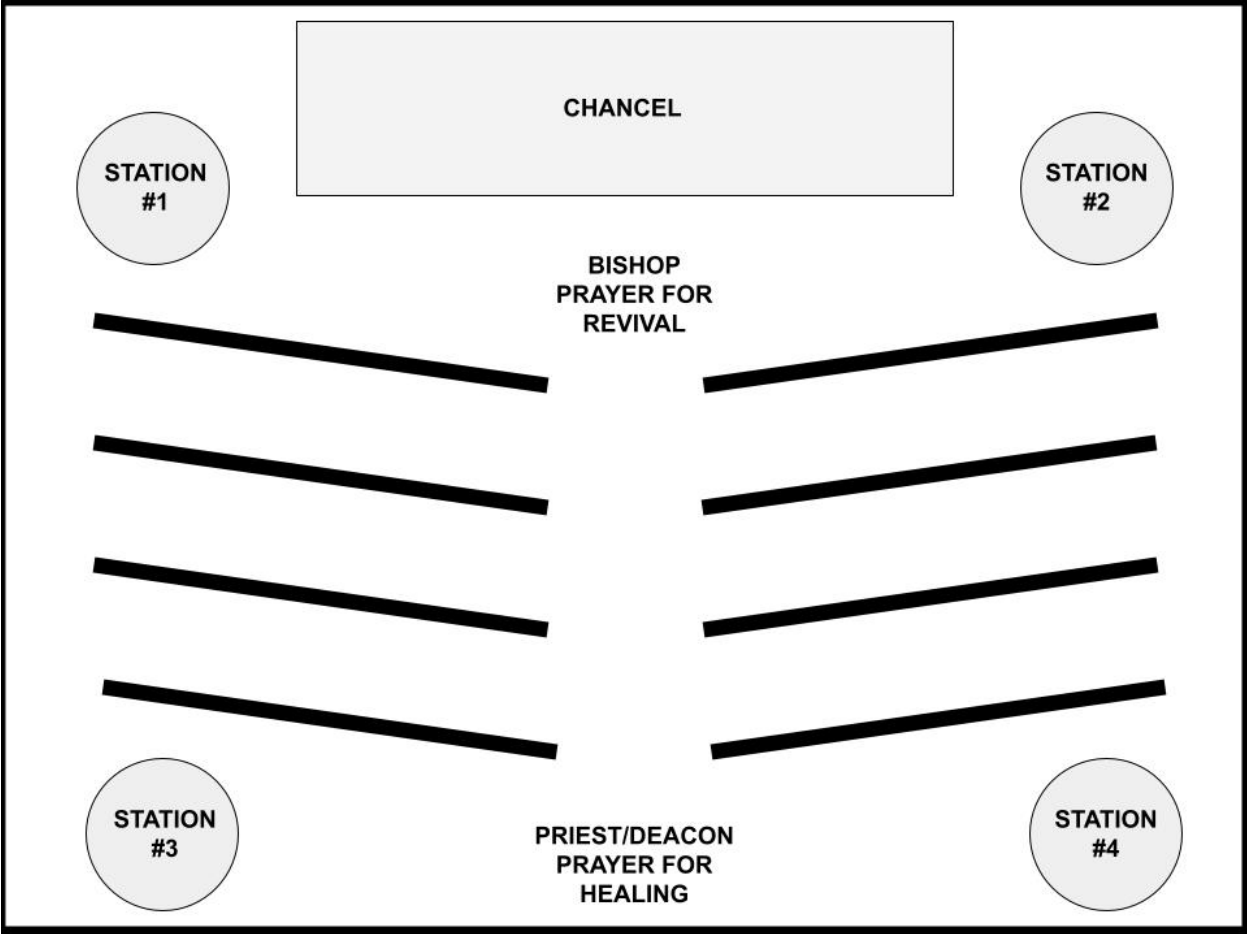 CHANCEL
STATION
#1
STATION
#2
BISHOP
PRAYER FOR
REVIVAL
STATION
#3
STATION
#4
PRIEST/DEACON
PRAYER FOR
HEALING